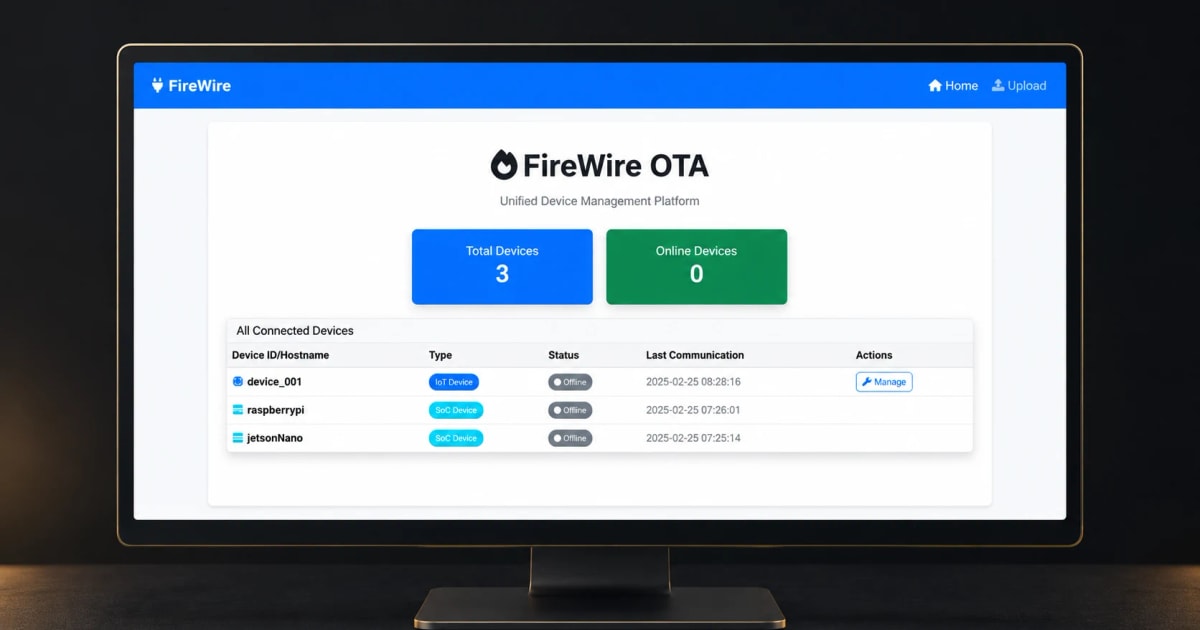 FireWire
Home Upload
FireWire OTA
Unified Device Management Platform
Total Devices Online Devices
3 0
All Connected Devices
Device ID/Hostname Type Status Last Communication Actions
device_001 IoT Device Offline 2025-02-25 08:28:16 Manage
raspberrypi SoC Device Offline 2025-02-25 07:26:01
jetsonNano SoC Device Offline 2025-02-25 07:25:14